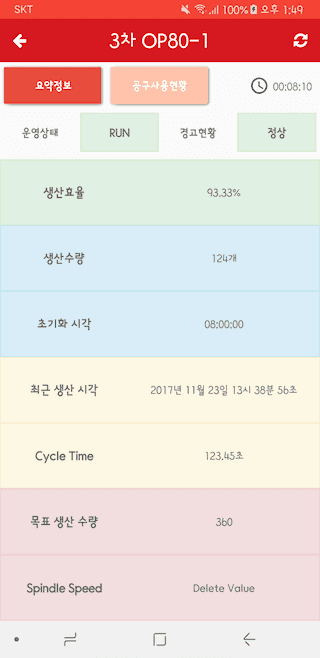 SKT 100% 오후 1:49
3차 OP80-1
요약정보 공구사용현황 00:08:10
운영상태 RUN 경고현황 정상
생산효율 93.33%
생산수량 124개
초기화 시각 08:00:00
최근 생산 시각 2017년 11월 23일 13시 38분 56초
Cycle Time 123.45초
목표 생산 수량 360
Spindle Speed Delete Value